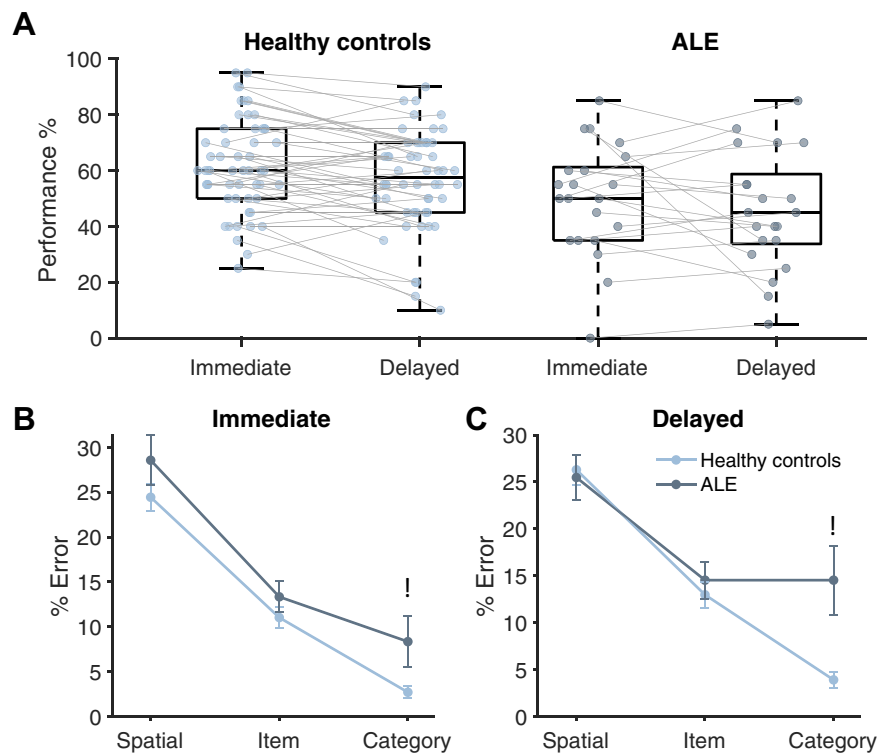 A
Healthy controls
ALE
Performance %
100
80
60
40
20
0
Immediate
Delayed
Immediate
Delayed
B
Immediate
% Error
30
25
20
15
10
5
0
!
Spatial
Item
Category
C
Delayed
% Error
30
25
20
15
10
5
0
Healthy controls
ALE
!
Spatial
Item
Category